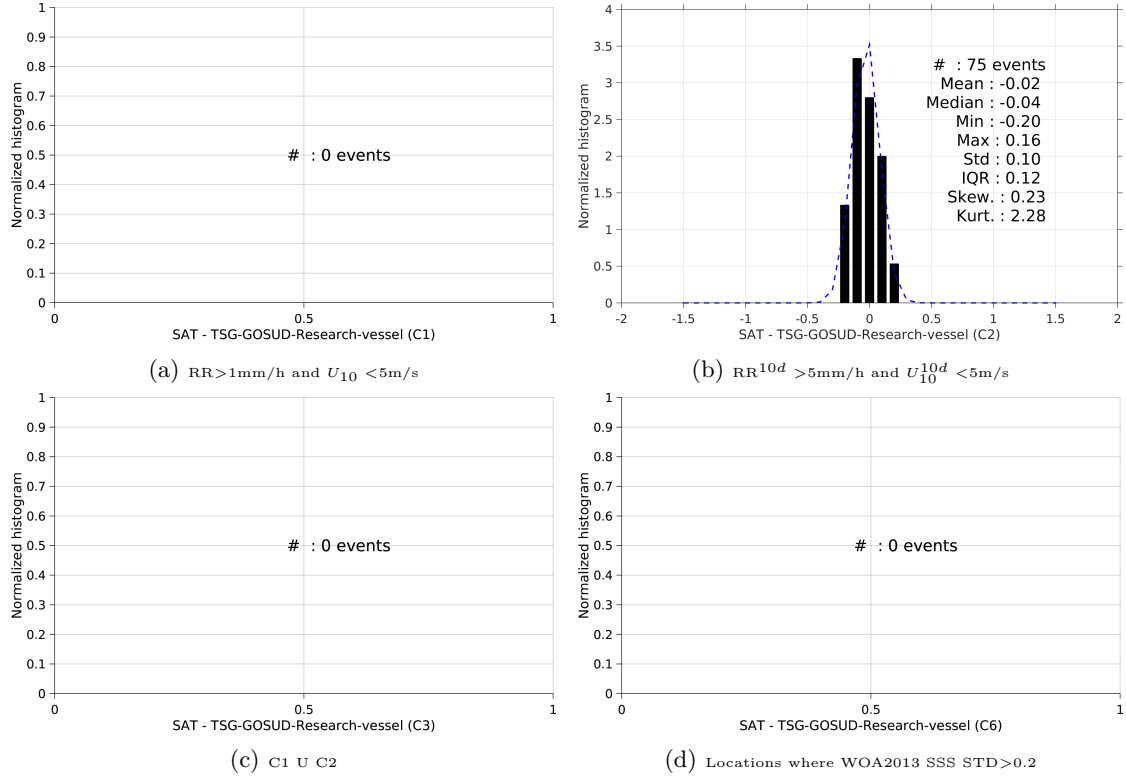 1
0.9
0.8
0.7
0.6
0.5
0.4
0.3
0.2
0.1
0
Normalized histogram
# : 0 events
0 0.5 1
SAT - TSG-GOSUD-Research-vessel (C1)
(a) RR>1mm/h and U10 <5m/s
4
3.5
3
2.5
2
1.5
1
0.5
0
Normalized histogram
# : 75 events
Mean : -0.02
Median : -0.04
Min : -0.20
Max : 0.16
Std : 0.10
IQR : 0.12
Skew. : 0.23
Kurt. : 2.28
-2 -1.5 -1 -0.5 0 0.5 1 1.5 2
SAT - TSG-GOSUD-Research-vessel (C2)
(b) RR10d >5mm/h and U10d10 <5m/s
1
0.9
0.8
0.7
0.6
0.5
0.4
0.3
0.2
0.1
0
Normalized histogram
# : 0 events
0 0.5 1
SAT - TSG-GOSUD-Research-vessel (C3)
(c) C1 U C2
1
0.9
0.8
0.7
0.6
0.5
0.4
0.3
0.2
0.1
0
Normalized histogram
# : 0 events
0 0.5 1
SAT - TSG-GOSUD-Research-vessel (C6)
(d) Locations where WOA2013 SSS STD>0.2